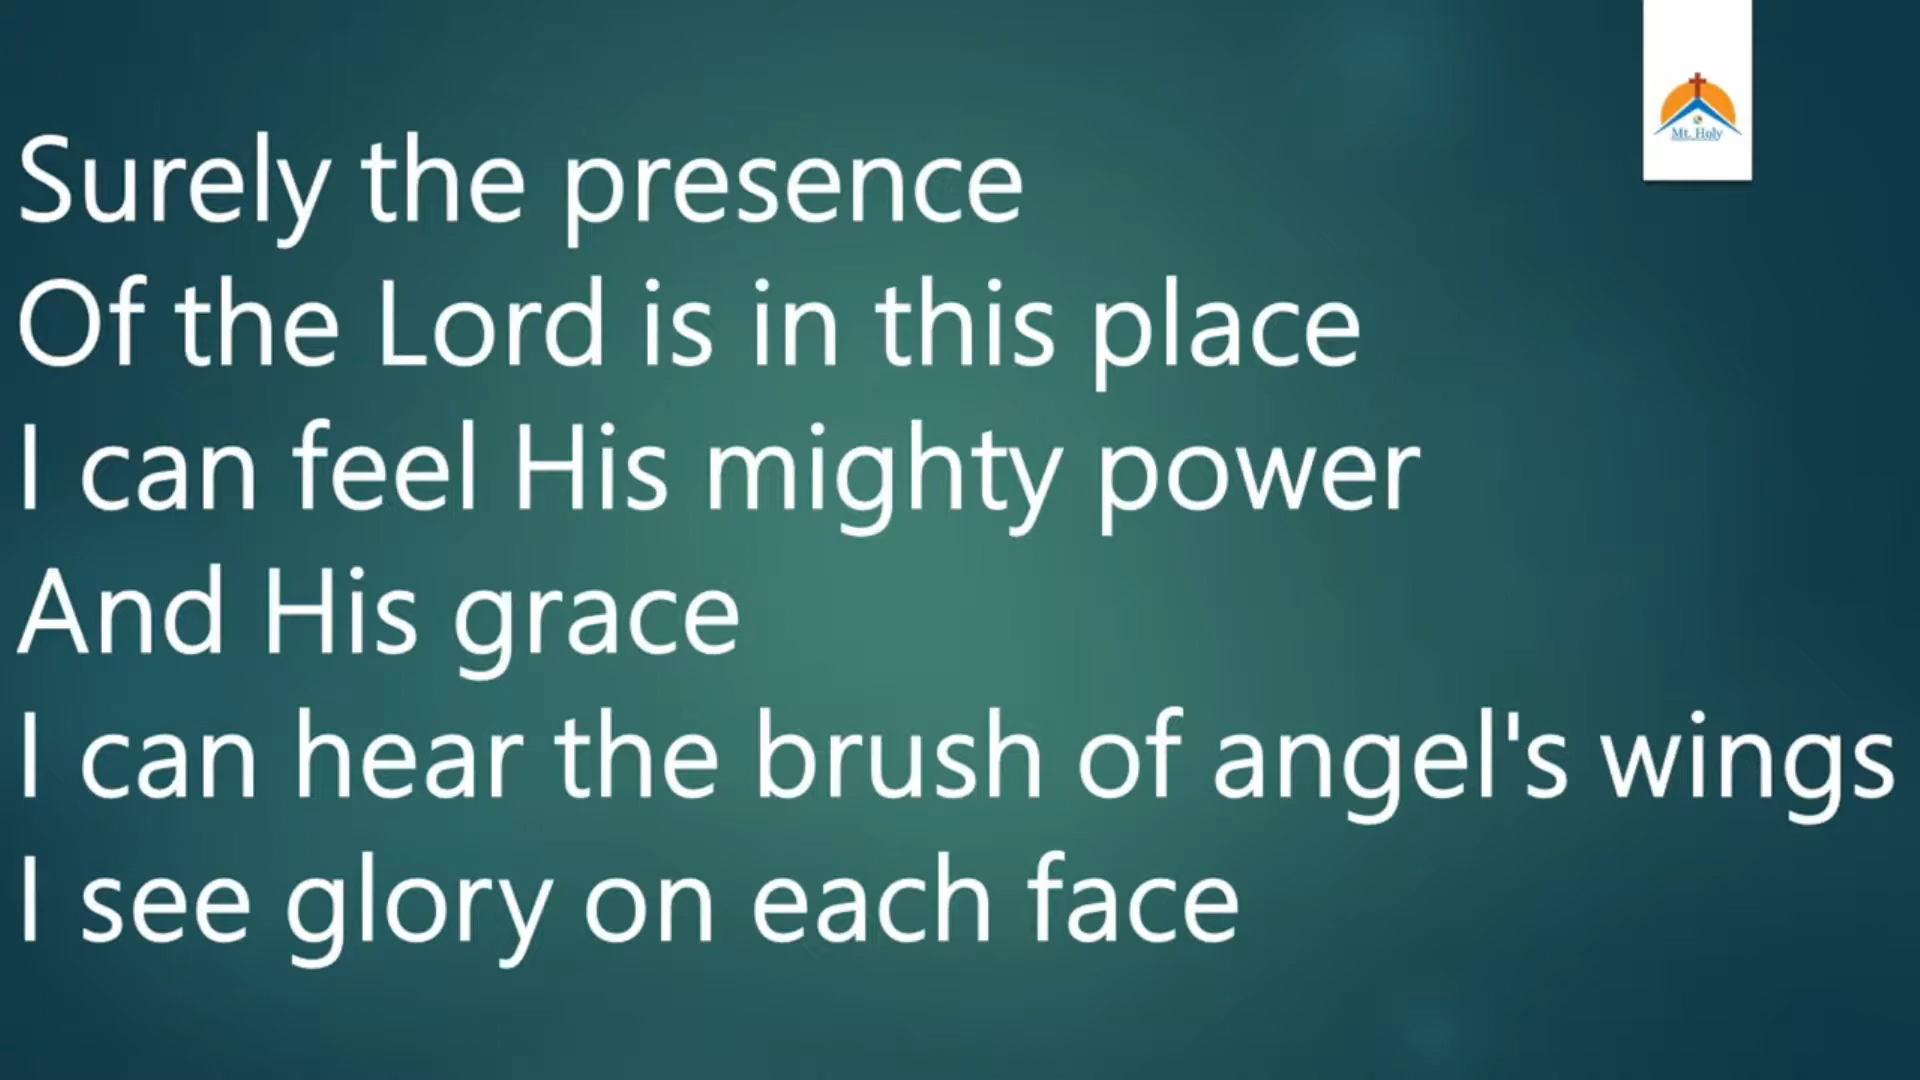 Surely the presence
Of the Lord is in this place
I can feel His mighty power
And His grace
I can hear the brush of angel's wings
I see glory on each face
Mt. Holy